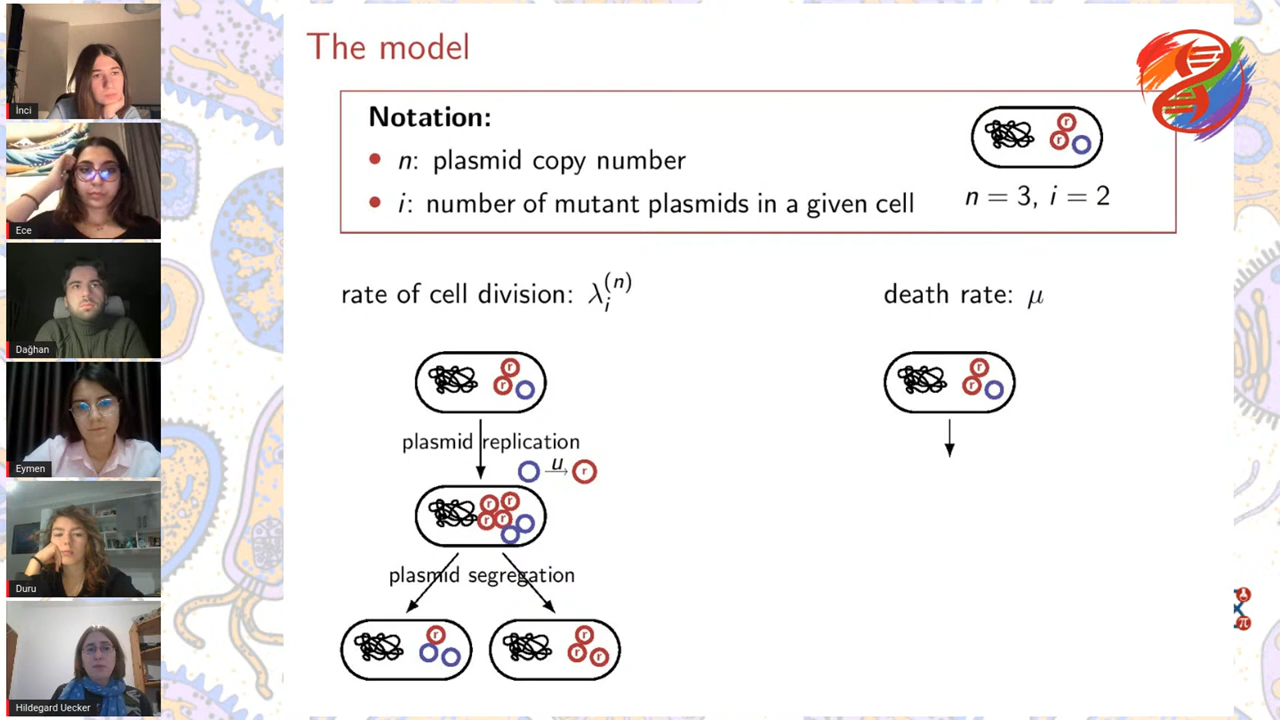 The model
Notation:
n: plasmid copy number
i: number of mutant plasmids in a given cell
r
r
n = 3, i = 2
rate of cell division: λ_i^(n)
death rate: μ
r
r
r
r
plasmid replication
u
r
r r
r r
plasmid segregation
r
r
r r
İnci
Ece
Dağhan
Eymen
Duru
Hildegard Uecker
π